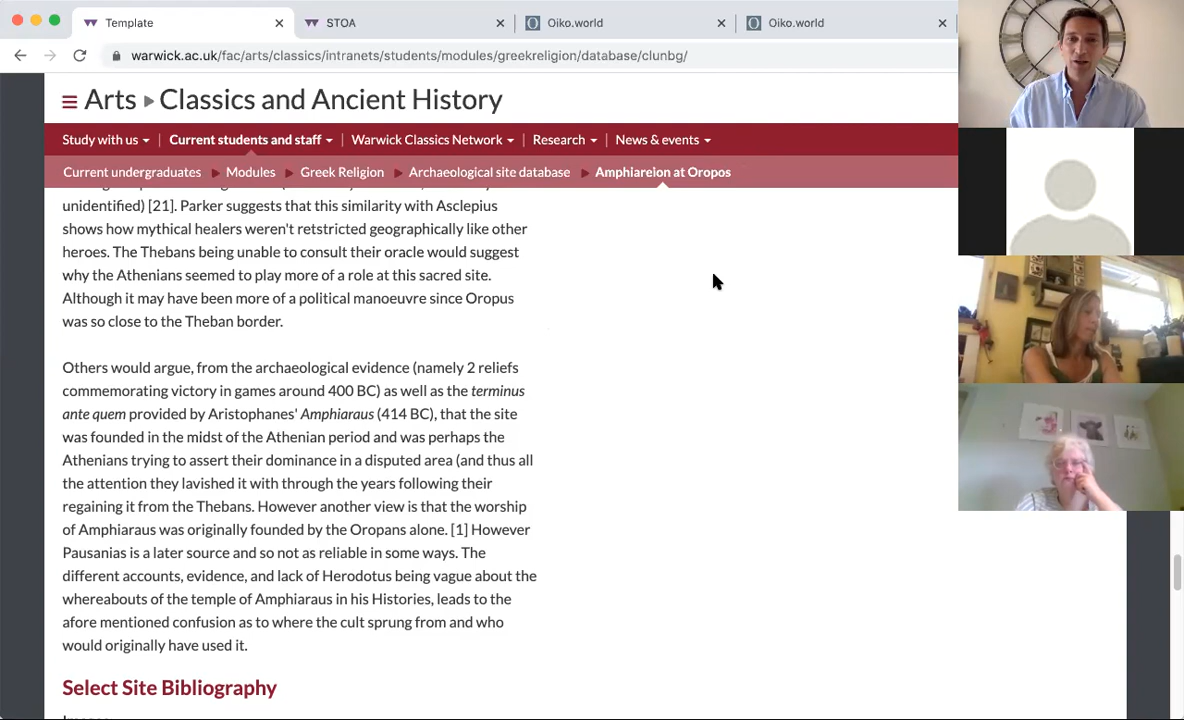 Template
STOA
Oiko.world
Oiko.world
warwick.ac.uk/fac/arts/classics/intranets/students/modules/greekreligion/database/clunbg/
Arts Classics and Ancient History
Study with us
Current students and staff
Warwick Classics Network
Research
News & events
Current undergraduates
Modules
Greek Religion
Archaeological site database
Amphiareion at Oropos
unidentified) [21]. Parker suggests that this similarity with Asclepius
shows how mythical healers weren't retstricted geographically like other
heroes. The Thebans being unable to consult their oracle would suggest
why the Athenians seemed to play more of a role at this sacred site.
Although it may have been more of a political manoeuvre since Oropus
was so close to the Theban border.
Others would argue, from the archaeological evidence (namely 2 reliefs
commemorating victory in games around 400 BC) as well as the terminus
ante quem provided by Aristophanes' Amphiaraus (414 BC), that the site
was founded in the midst of the Athenian period and was perhaps the
Athenians trying to assert their dominance in a disputed area (and thus all
the attention they lavished it with through the years following their
regaining it from the Thebans. However another view is that the worship
of Amphiaraus was originally founded by the Oropans alone. [1] However
Pausanias is a later source and so not as reliable in some ways. The
different accounts, evidence, and lack of Herodotus being vague about the
whereabouts of the temple of Amphiaraus in his Histories, leads to the
afore mentioned confusion as to where the cult sprung from and who
would originally have used it.
Select Site Bibliography